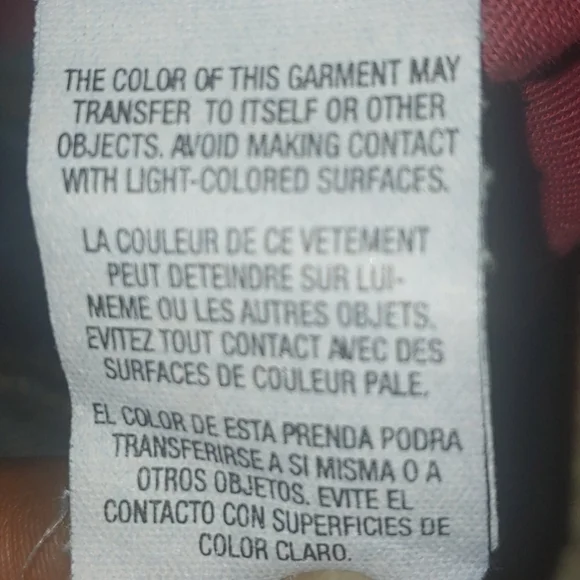 THE COLOR OF THIS GARMENT MAY
TRANSFER TO ITSELF OR OTHER
OBJECTS. AVOID MAKING CONTACT
WITH LIGHT-COLORED SURFACES.
LA COULEUR DE CE VETEMENT
PEUT DETEINDRE SUR LUI-
MEME OU LES AUTRES OBJETS.
EVITEZ TOUT CONTACT AVEC DES
SURFACES DE COULEUR PALE.
EL COLOR DE ESTA PRENDA PODRA
TRANSFERIRSE A SI MISMA O A
OTROS OBJETOS. EVITE EL
CONTACTO CON SUPERFICIES DE
COLOR CLARO.